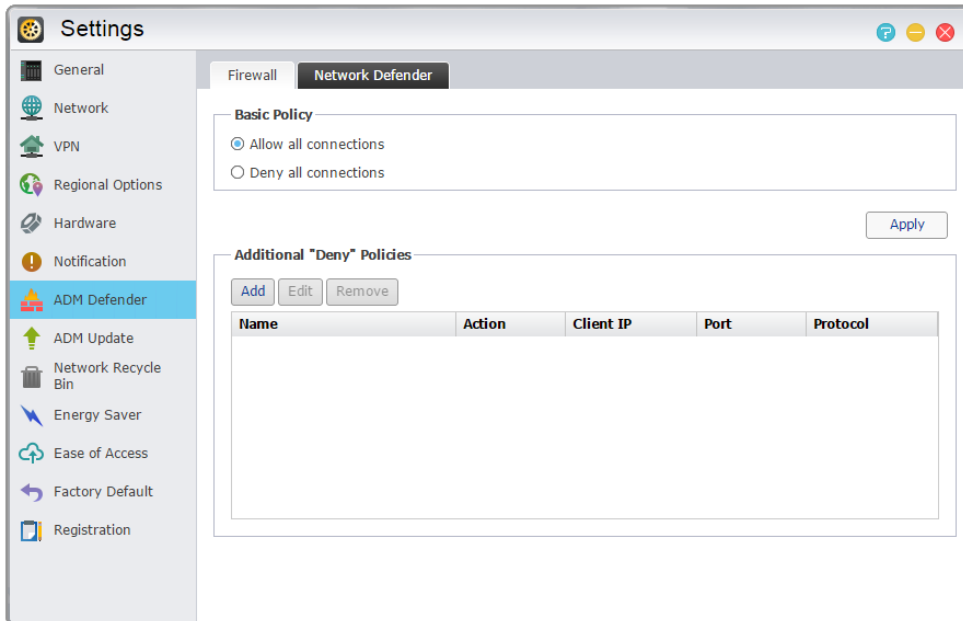 Settings
General
Network
VPN
Regional Options
Hardware
Notification
ADM Defender
ADM Update
Network Recycle
Bin
Energy Saver
Ease of Access
Factory Default
Registration
Firewall
Network Defender
Basic Policy
Allow all connections
Deny all connections
Apply
Additional "Deny" Policies
Add Edit Remove
Name Action Client IP Port Protocol